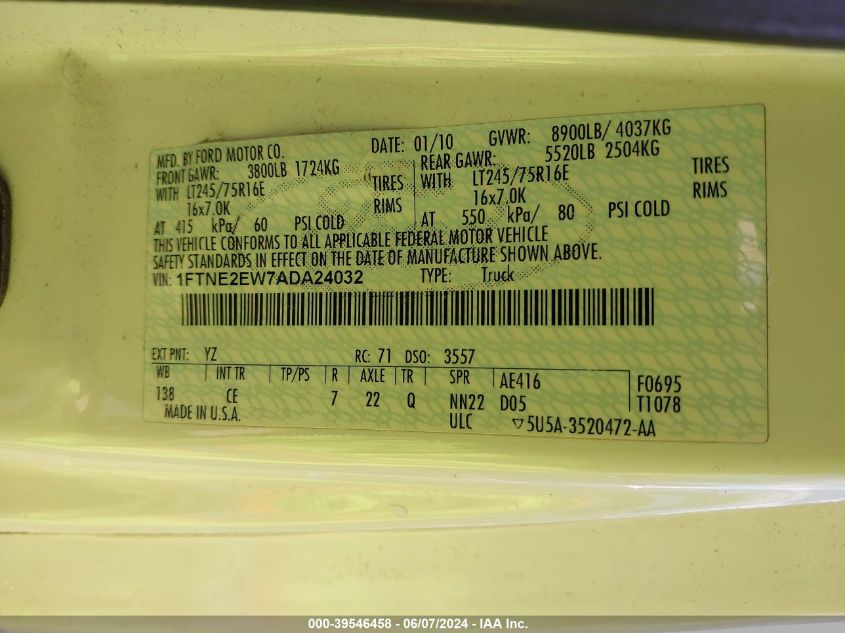 MFD. BY FORD MOTOR CO. DATE: 01/10 GVWR: 8900LB/ 4037KG
FRONT GAWR: 3800LB 1724KG REAR GAWR: 5520LB 2504KG
WITH LT245/75R16E TIRES WITH LT245/75R16E TIRES
16x7.0K RIMS 16x7.0K RIMS
AT 415 kPa/ 60 PSI COLD AT 550 kPa/ 80 PSI COLD
THIS VEHICLE CONFORMS TO ALL APPLICABLE FEDERAL MOTOR VEHICLE
SAFETY STANDARDS IN EFFECT ON THE DATE OF MANUFACTURE SHOWN ABOVE.
VIN: 1FTNE2EW7ADA24032 TYPE: Truck
EXT PNT: YZ RC: 71 DSO: 3557
WB INT TR TP/PS R AXLE TR SPR AE416 F0695
138 CE 7 22 Q NN22 D05 T1078
MADE IN U.S.A. ULC ▽5U5A-3520472-AA
000-39546458 - 06/07/2024 - IAA Inc.